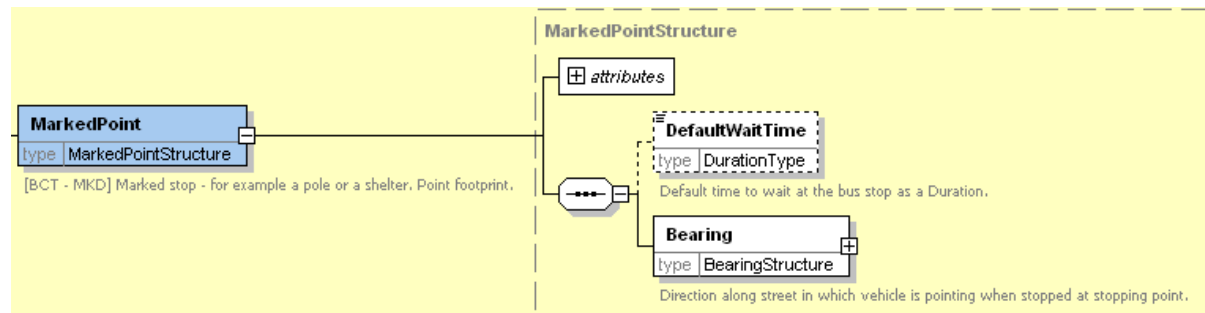 MarkedPointStructure
attributes
MarkedPoint
type MarkedPointStructure
[BCT - MKD] Marked stop - for example a pole or a shelter. Point footprint.
DefaultWaitTime
type DurationType
Default time to wait at the bus stop as a Duration.
Bearing
type BearingStructure
Direction along street in which vehicle is pointing when stopped at stopping point.